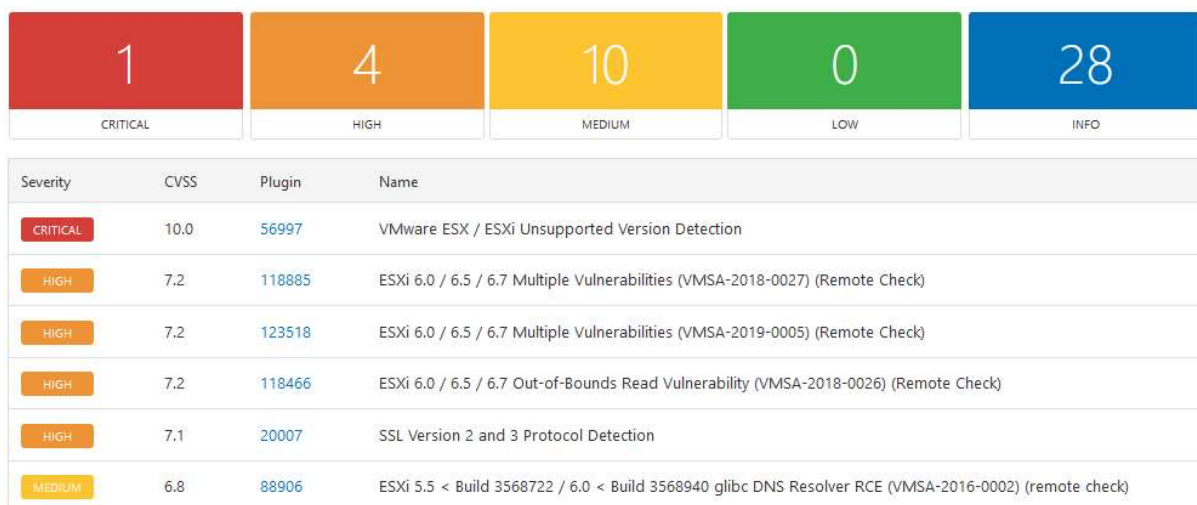 1 4 10 0 28
CRITICAL HIGH MEDIUM LOW INFO
Severity CVSS Plugin Name
CRITICAL 10.0 56997 VMware ESX / ESXi Unsupported Version Detection
HIGH 7.2 118885 ESXi 6.0 / 6.5 / 6.7 Multiple Vulnerabilities (VMSA-2018-0027) (Remote Check)
HIGH 7.2 123518 ESXi 6.0 / 6.5 / 6.7 Multiple Vulnerabilities (VMSA-2019-0005) (Remote Check)
HIGH 7.2 118466 ESXi 6.0 / 6.5 / 6.7 Out-of-Bounds Read Vulnerability (VMSA-2018-0026) (Remote Check)
HIGH 7.1 20007 SSL Version 2 and 3 Protocol Detection
MEDIUM 6.8 88906 ESXi 5.5 < Build 3568722 / 6.0 < Build 3568940 glibc DNS Resolver RCE (VMSA-2016-0002) (remote check)